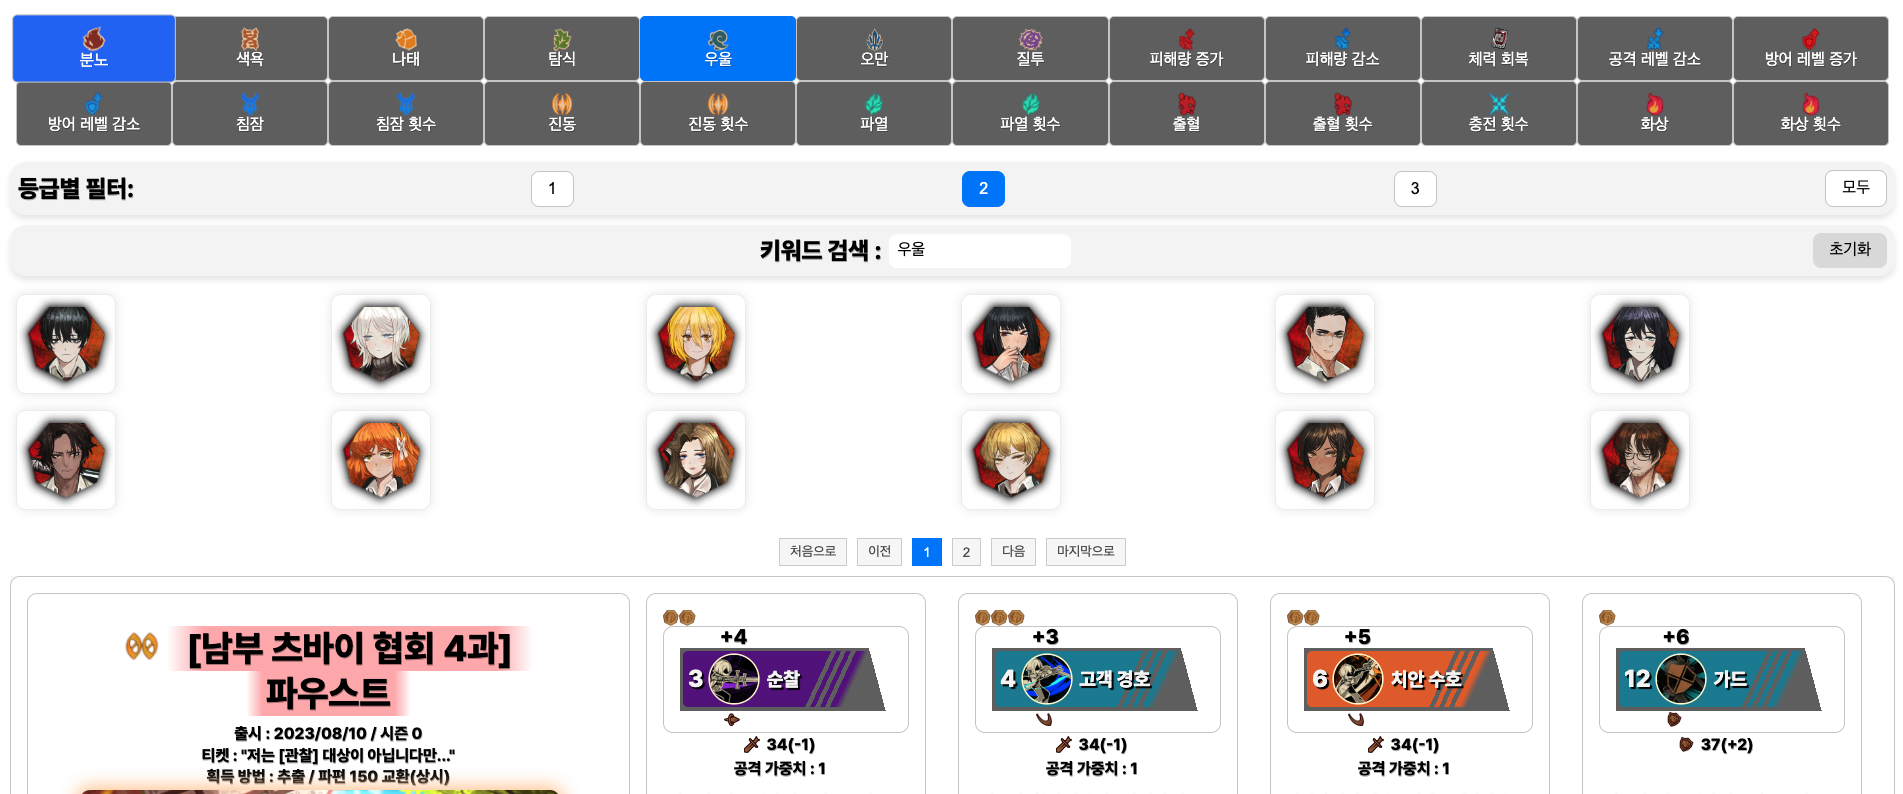 분노 색욕 나태 탐식 우울 오만 질투 피해량 증가 피해량 감소 체력 회복 공격 레벨 감소 방어 레벨 증가
방어 레벨 감소 침잠 침잠 횟수 진동 진동 횟수 파열 파열 횟수 출혈 출혈 횟수 충전 횟수 화상 화상 횟수
등급별 필터: 1 2 3 모두
키워드 검색 : 우울 초기화
처음으로 이전 1 2 다음 마지막으로
[남부 츠바이 협회 4과]
파우스트
출시 : 2023/08/10 / 시즌 0
티켓 : "저는 [관찰] 대상이 아닙니다만..."
획득 방법 : 추출 / 파편 150 교환(상시)
+4
3 순찰
34(-1)
공격 가중치 : 1
+3
4 고객 경호
34(-1)
공격 가중치 : 1
+5
6 치안 수호
34(-1)
공격 가중치 : 1
+6
12 가드
37(+2)